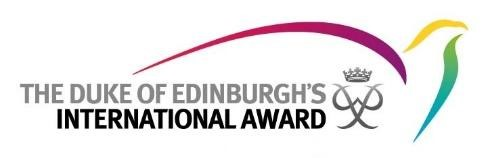 THE DUKE OF EDINBURGH'S
INTERNATIONAL AWARD